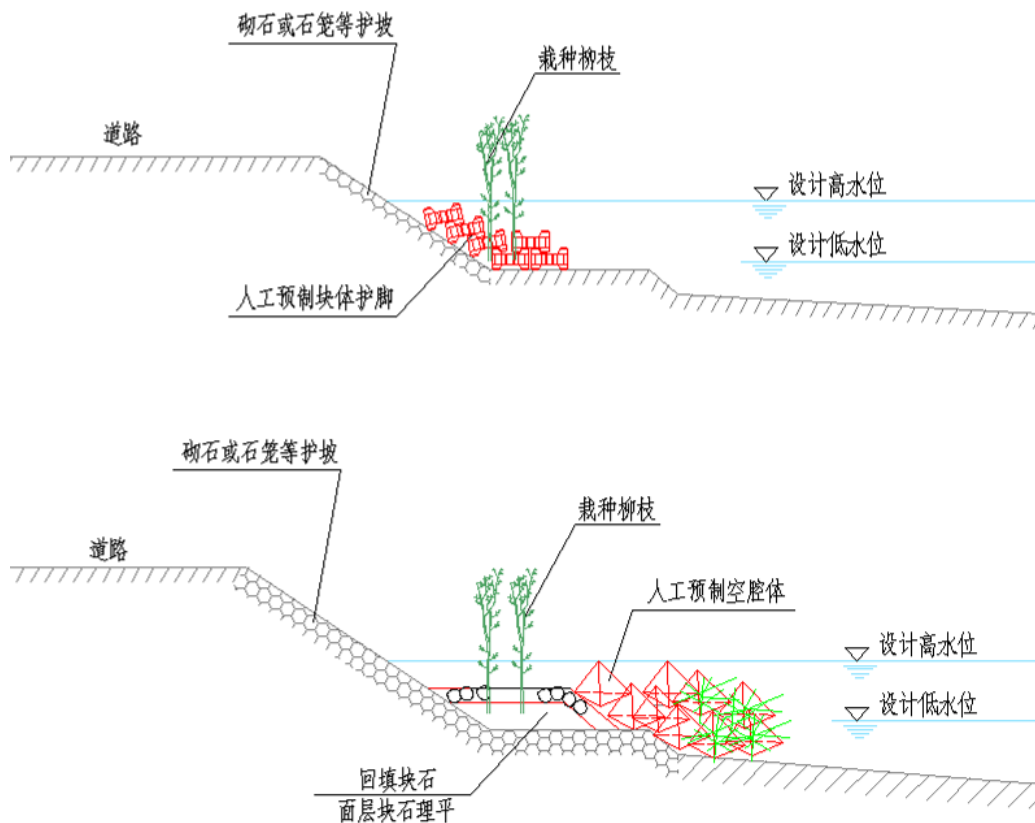 砌石或石笼等护坡
栽种柳枝
道路
设计高水位
设计低水位
人工预制块体护脚
砌石或石笼等护坡
栽种柳枝
道路
人工预制空腔体
设计高水位
设计低水位
回填块石
面层块石理平